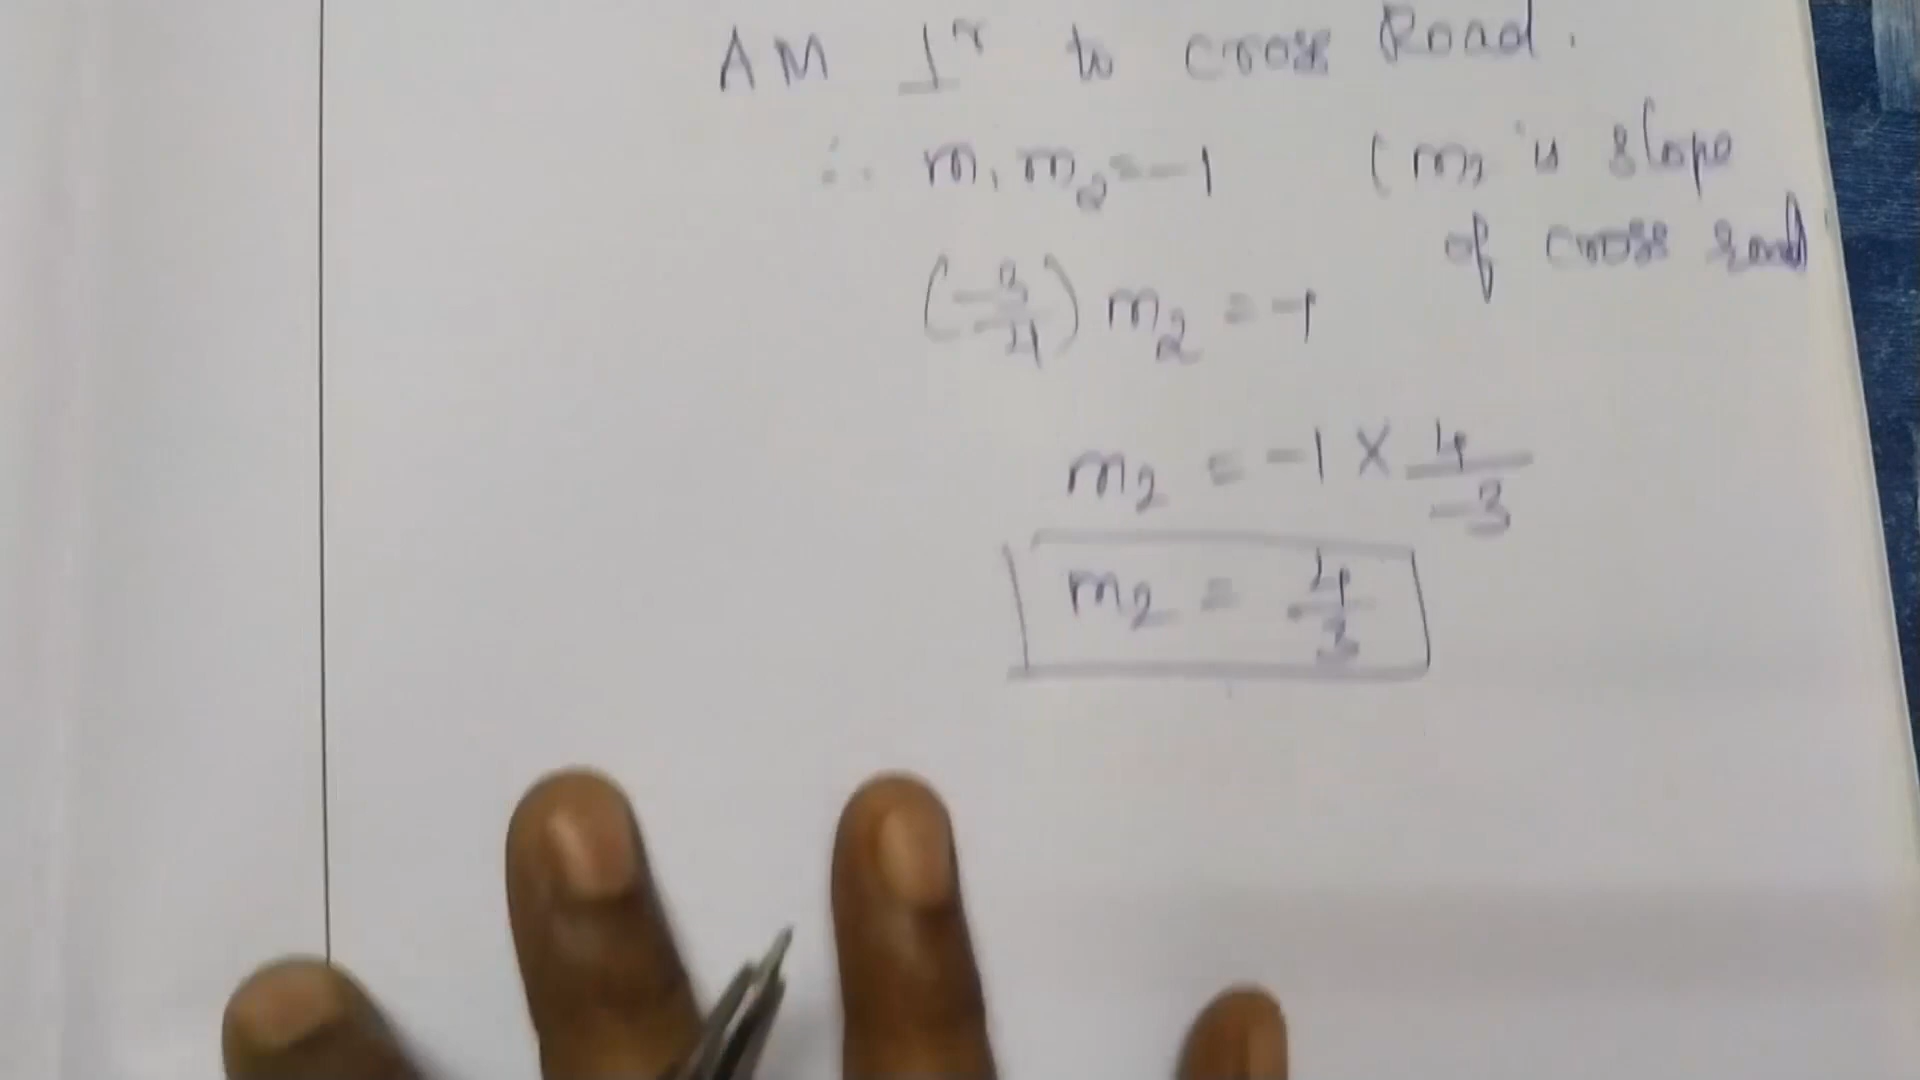 AM ⊥r to cross Road.
∴ m₁ m₂ = -1 (m₂ is slope
of cross road
(-3/4) m₂ = -1
m₂ = -1 × 4/-3
m₂ = 4/3